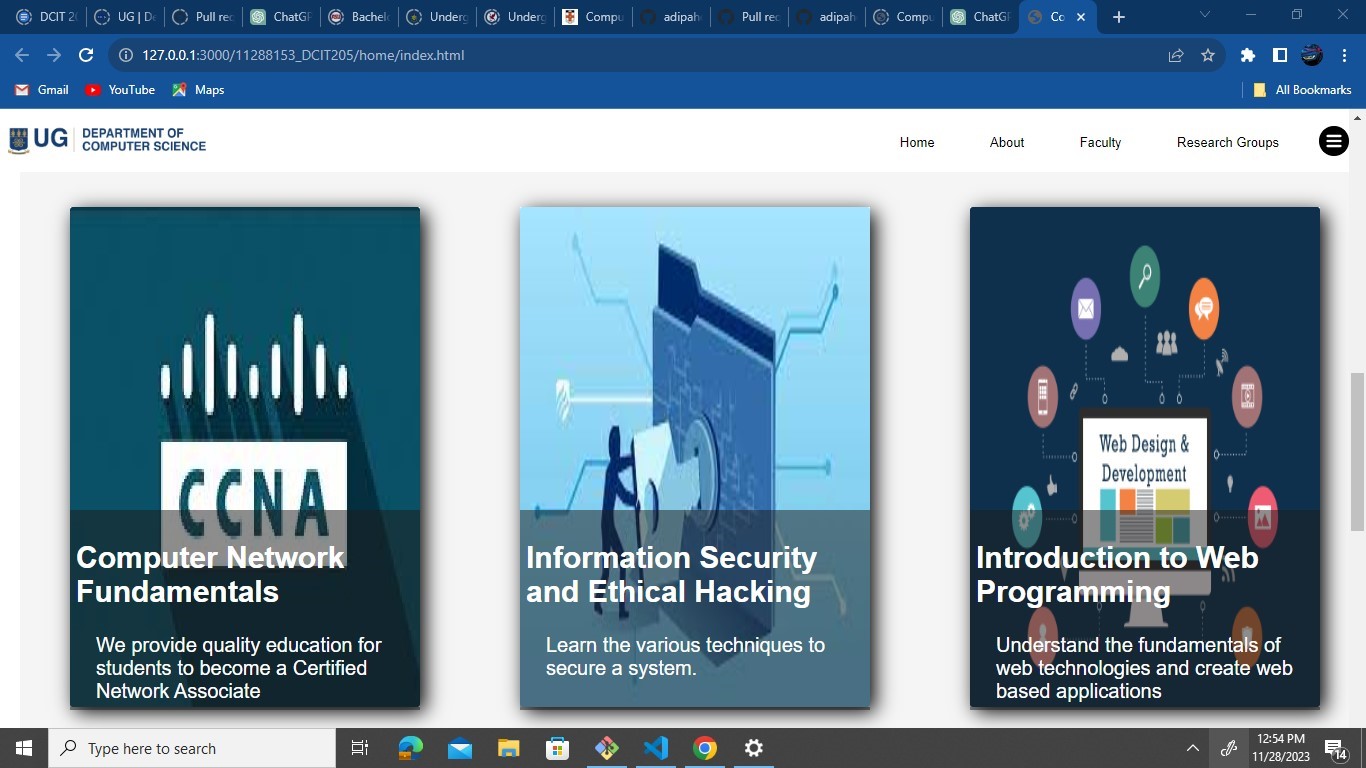 DCIT 20
UG | De
Pull rec
ChatGF
Bachel
Underg
Underg
Compu
adipah
Pull rec
adipah
Compu
ChatGF
Co
127.0.0.1:3000/11288153_DCIT205/home/index.html
Gmail
YouTube
Maps
All Bookmarks
UG
DEPARTMENT OF
COMPUTER SCIENCE
Home
About
Faculty
Research Groups
CCNA
Computer Network
Fundamentals
We provide quality education for
students to become a Certified
Network Associate
Information Security
and Ethical Hacking
Learn the various techniques to
secure a system.
Web Design &
Development
Introduction to Web
Programming
Understand the fundamentals of
web technologies and create web
based applications
Type here to search
12:54 PM
11/28/2023
14